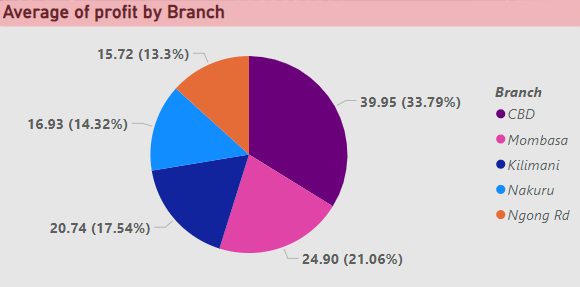 Average of profit by Branch
15.72 (13.3%)
39.95 (33.79%)
16.93 (14.32%)
20.74 (17.54%)
24.90 (21.06%)
Branch
CBD
Mombasa
Kilimani
Nakuru
Ngong Rd